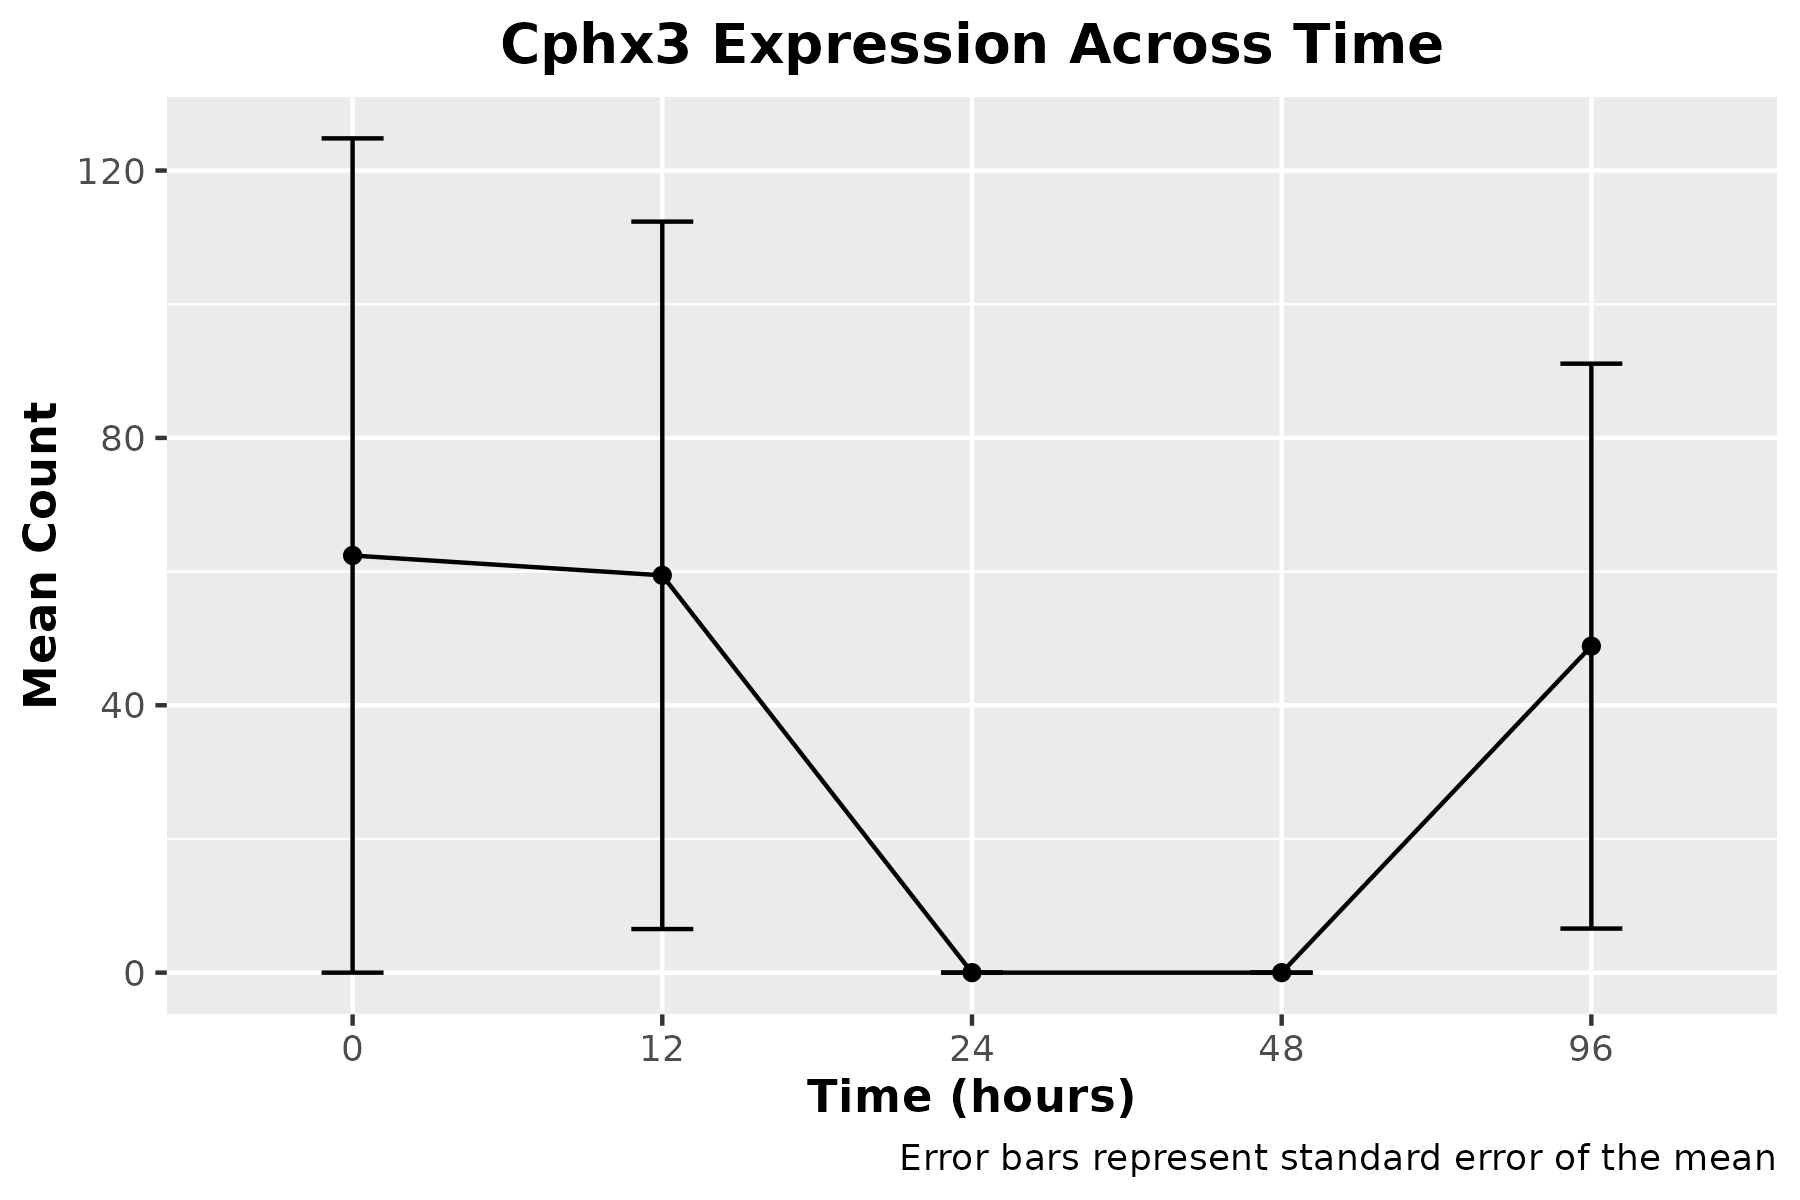 Cphx3 Expression Across Time
Mean Count
120
80
40
0
0 12 24 48 96
Time (hours)
Error bars represent standard error of the mean